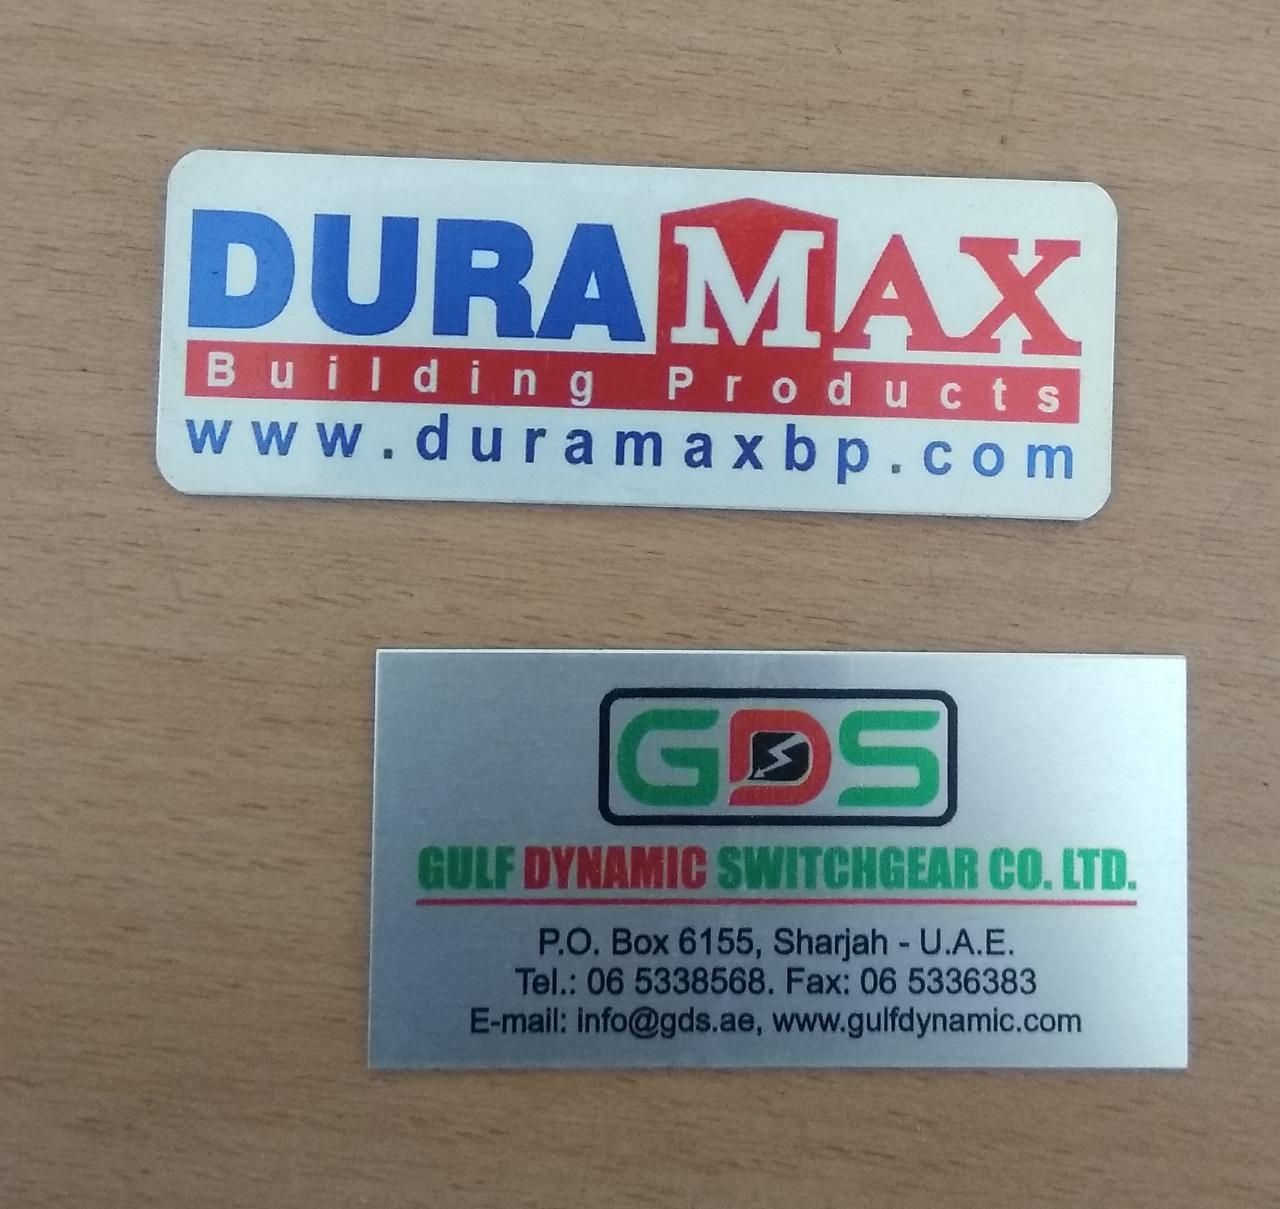 DURAMAX
Building Products
www.duramaxbp.com
GDS
GULF DYNAMIC SWITCHGEAR CO. LTD.
P.O. Box 6155, Sharjah - U.A.E.
Tel.: 06 5338568. Fax: 06 5336383
E-mail: info@gds.ae, www.gulfdynamic.com